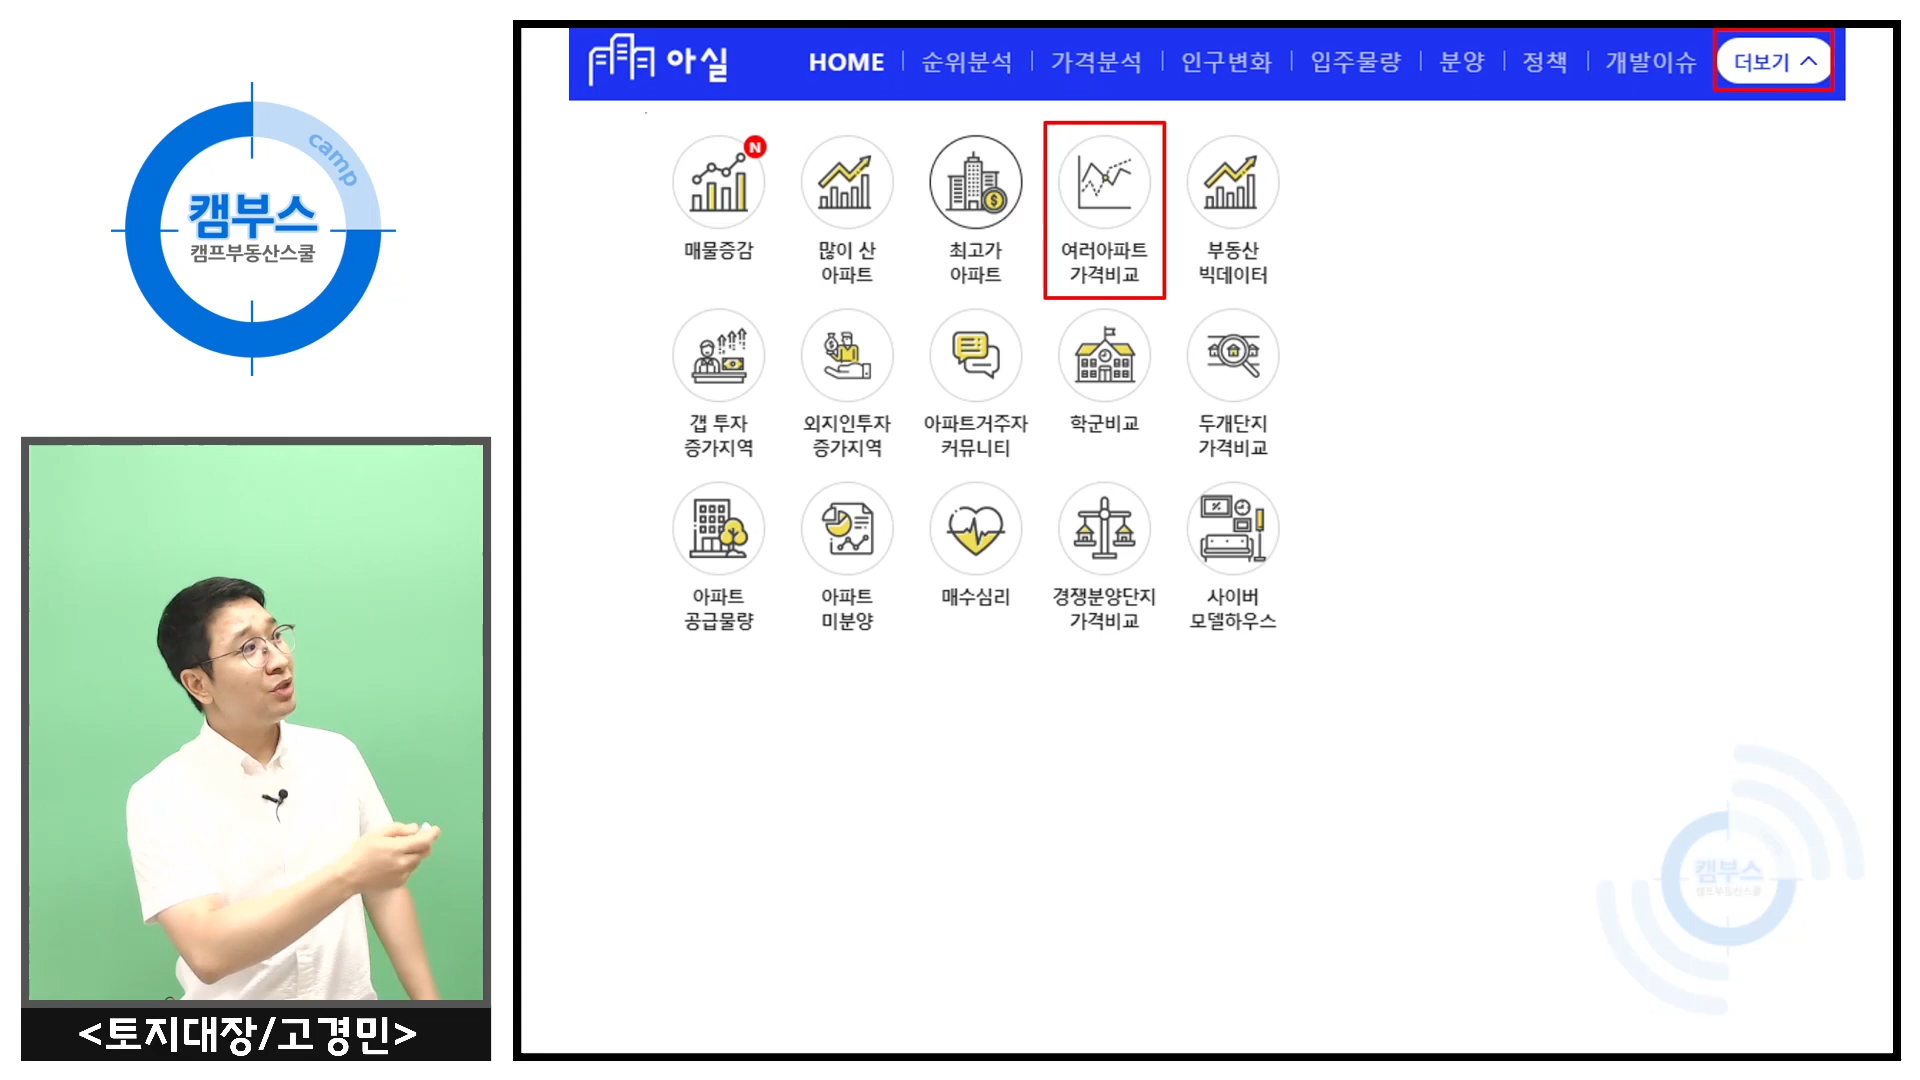 camp
캠부스
캠프부동산스쿨
<토지대장/고경민>
아실
HOME 순위분석 가격분석 인구변화 입주물량 분양 정책 개발이슈 더보기
N
매물증감
많이 산
아파트
최고가
아파트
여러아파트
가격비교
부동산
빅데이터
갭 투자
증가지역
외지인투자
증가지역
아파트거주자
커뮤니티
학군비교
두개단지
가격비교
아파트
공급물량
아파트
미분양
매수심리
경쟁분양단지
가격비교
사이버
모델하우스
캠부스
캠프부동산스쿨